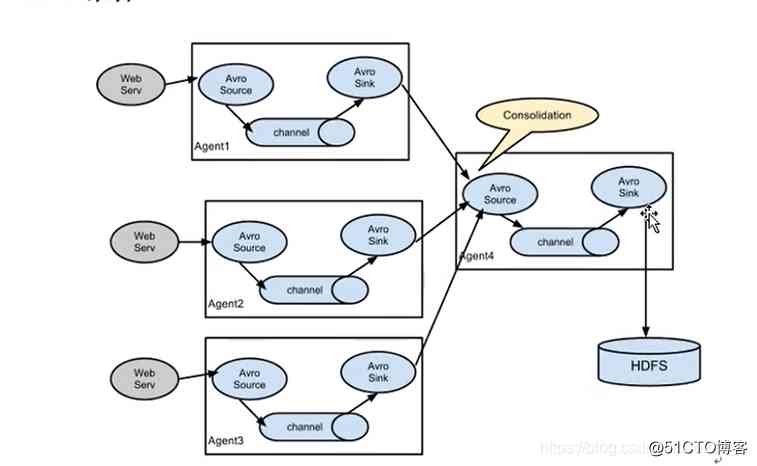 Web
Serv
Avro
Source
Avro
Sink
channel
Agent1
Consolidation
Avro
Source
Avro
Sink
channel
Agent4
Web
Serv
Avro
Source
Avro
Sink
channel
Agent2
HDFS
Web
Serv
Avro
Source
Avro
Sink
channel
Agent3
https://blog.cs
@51CTO博客